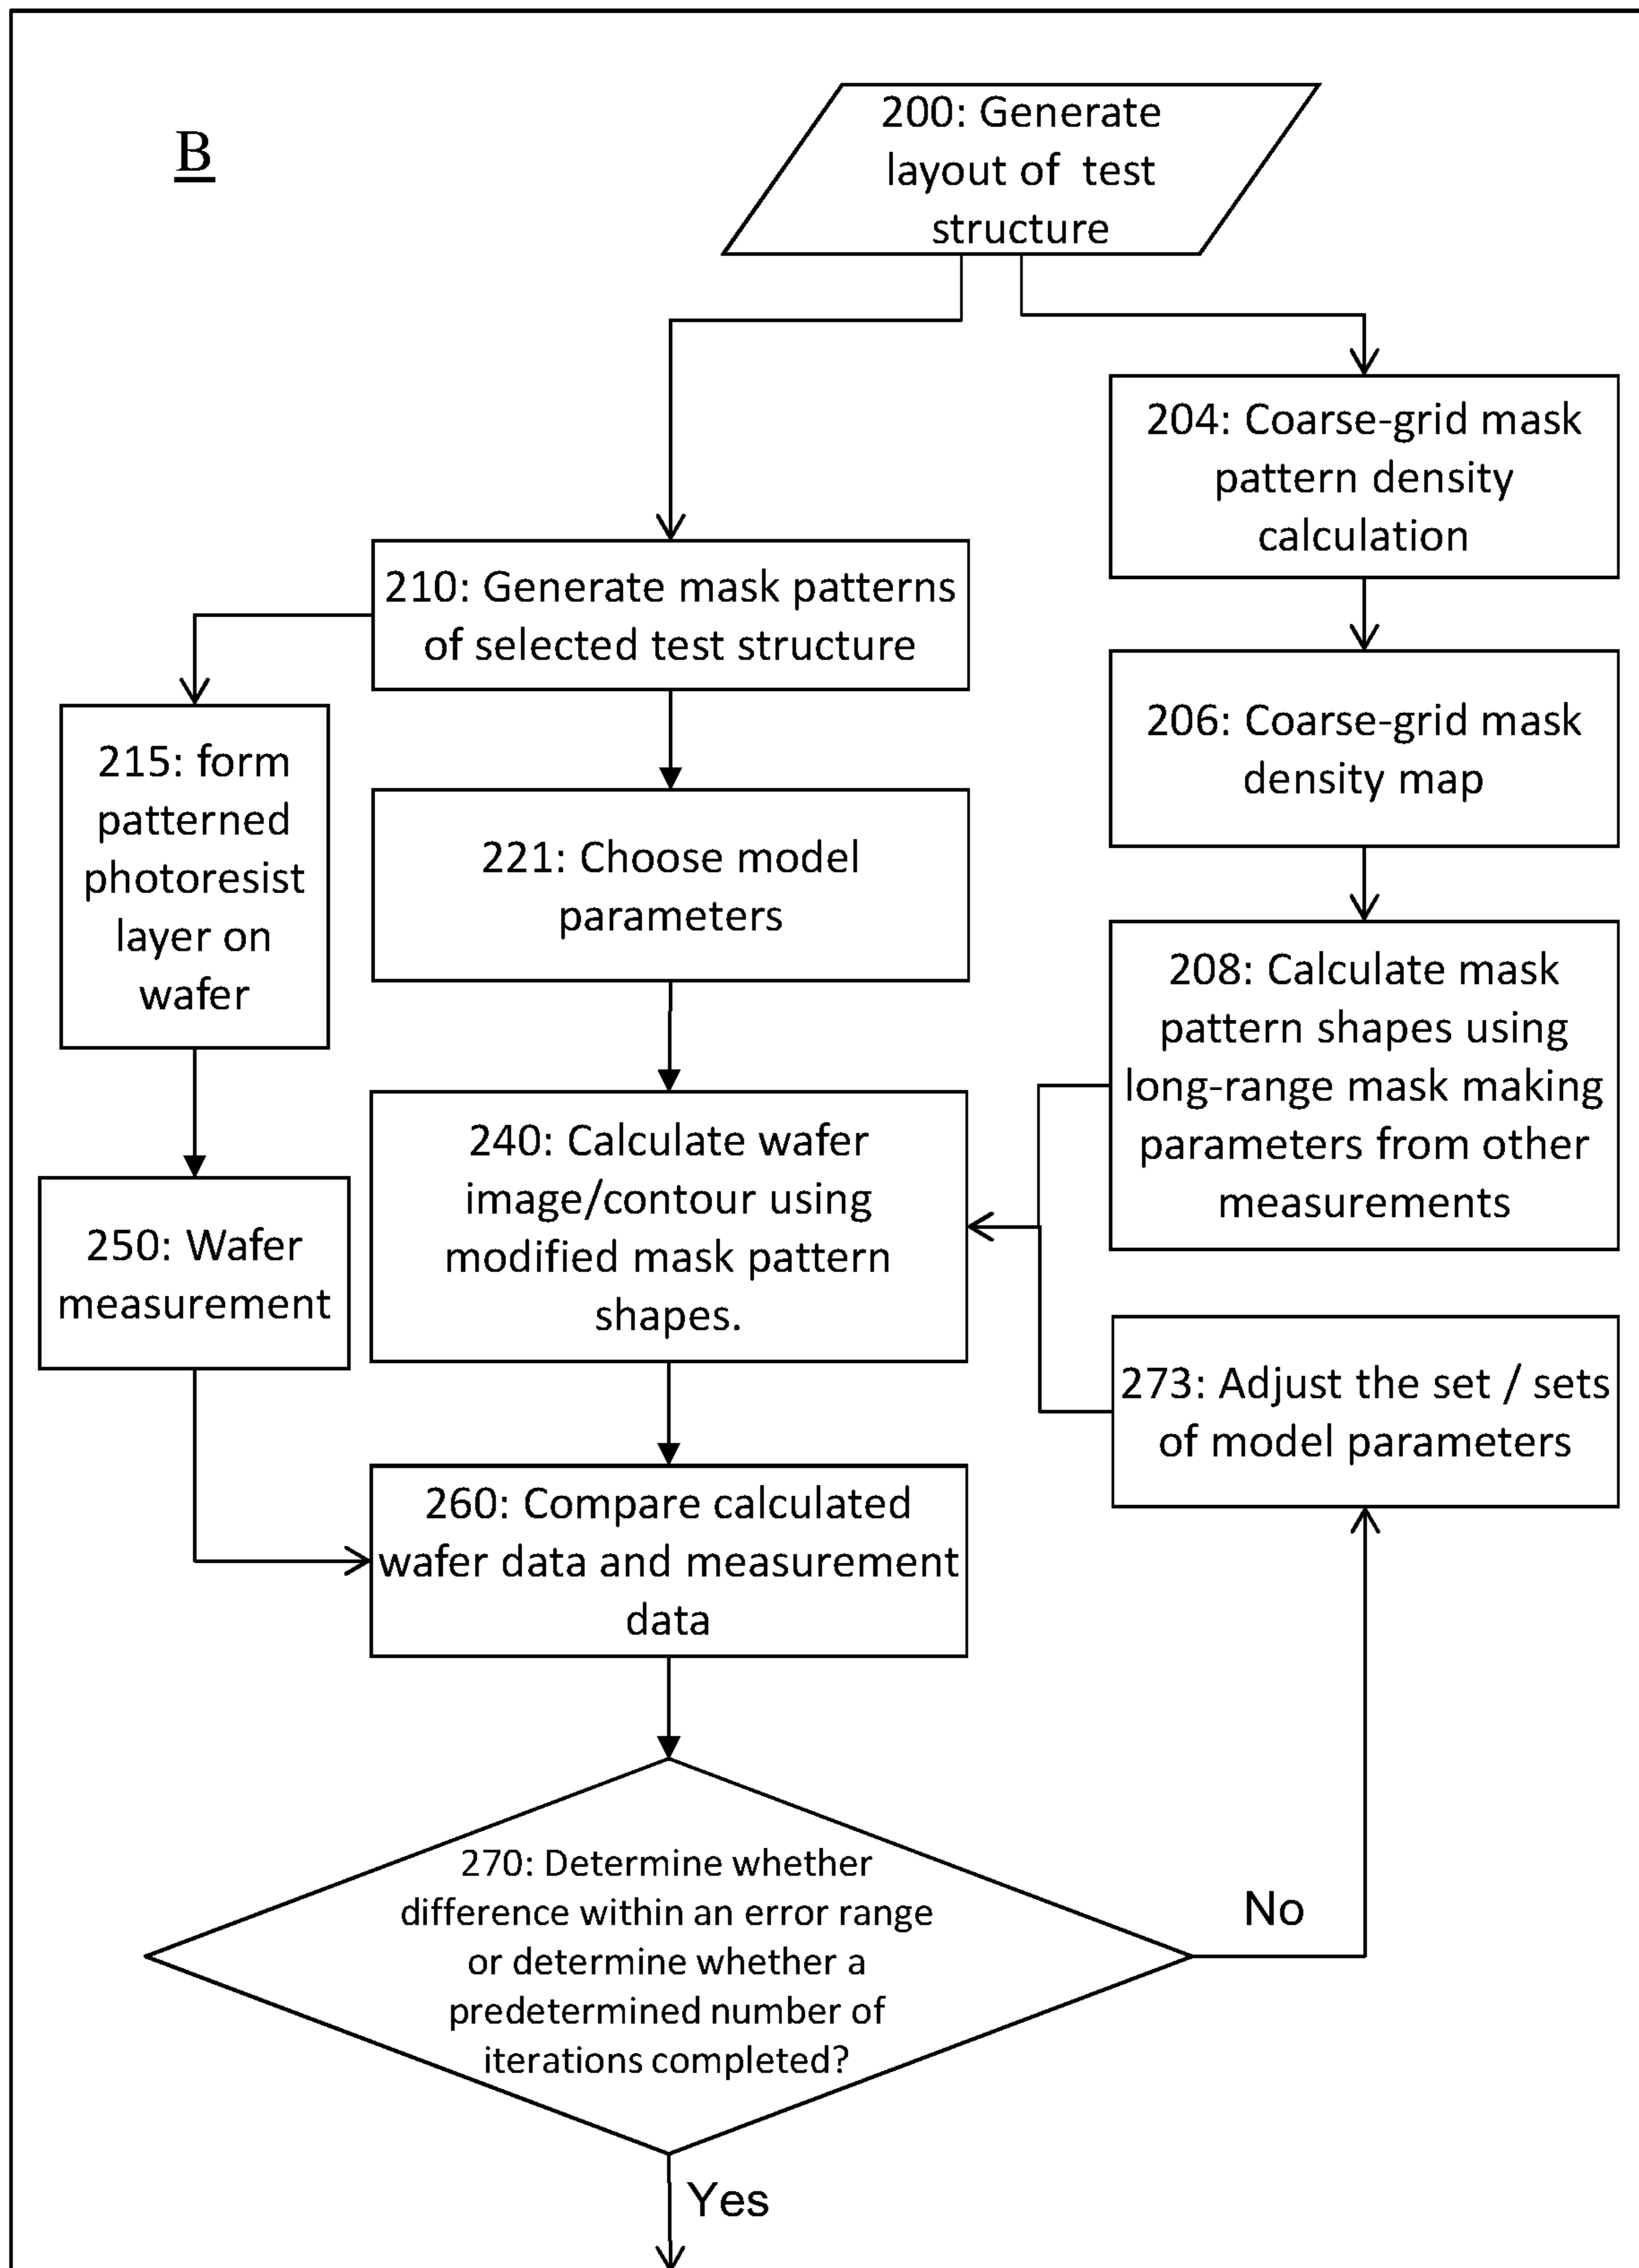 B
200: Generate
layout of test
structure
204: Coarse-grid mask
pattern density
calculation
210: Generate mask patterns
of selected test structure
206: Coarse-grid mask
density map
215: form
patterned
photoresist
layer on
wafer
221: Choose model
parameters
208: Calculate mask
pattern shapes using
long-range mask making
parameters from other
measurements
240: Calculate wafer
image/contour using
modified mask pattern
shapes.
250: Wafer
measurement
273: Adjust the set / sets
of model parameters
260: Compare calculated
wafer data and measurement
data
270: Determine whether
difference within an error range
or determine whether a
predetermined number of
iterations completed?
No
Yes